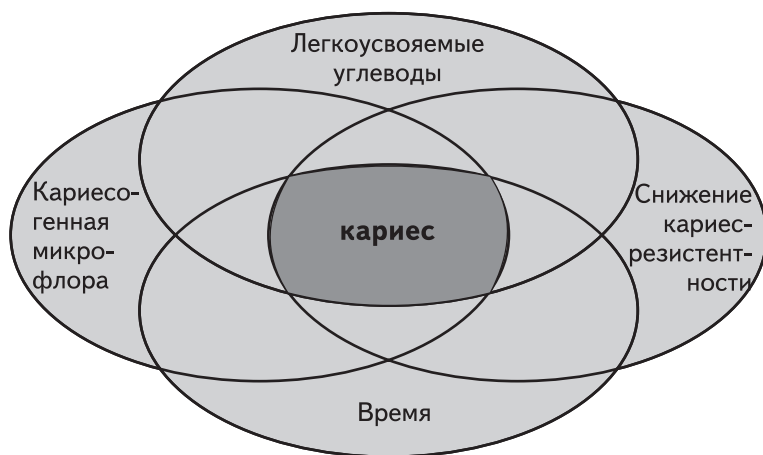 Легкоусвояемые
углеводы
Кариесо-
генная
микро-
флора
кариес
Снижение
кариес-
резистент-
ности
Время